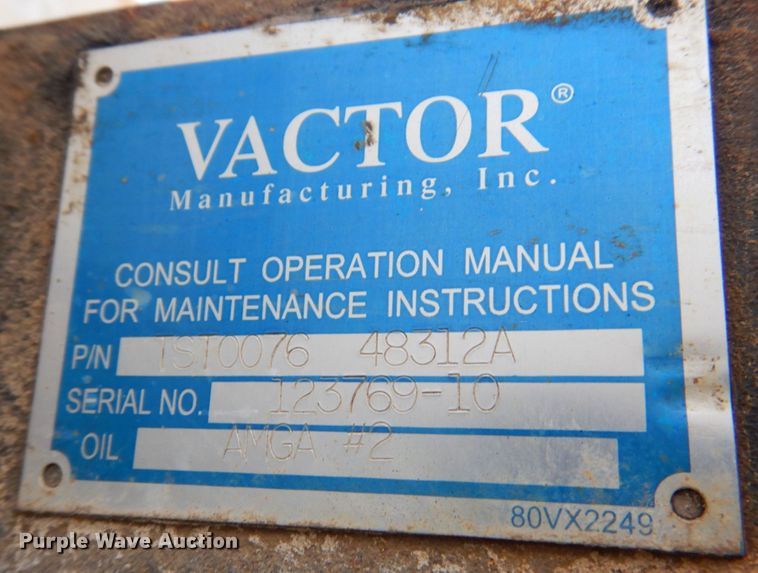 VACTOR®
Manufacturing, Inc.
CONSULT OPERATION MANUAL
FOR MAINTENANCE INSTRUCTIONS
P/N TST0076 48312A
SERIAL NO. 123769-10
OIL AMGA #2
80VX2249
Purple Wave Auction